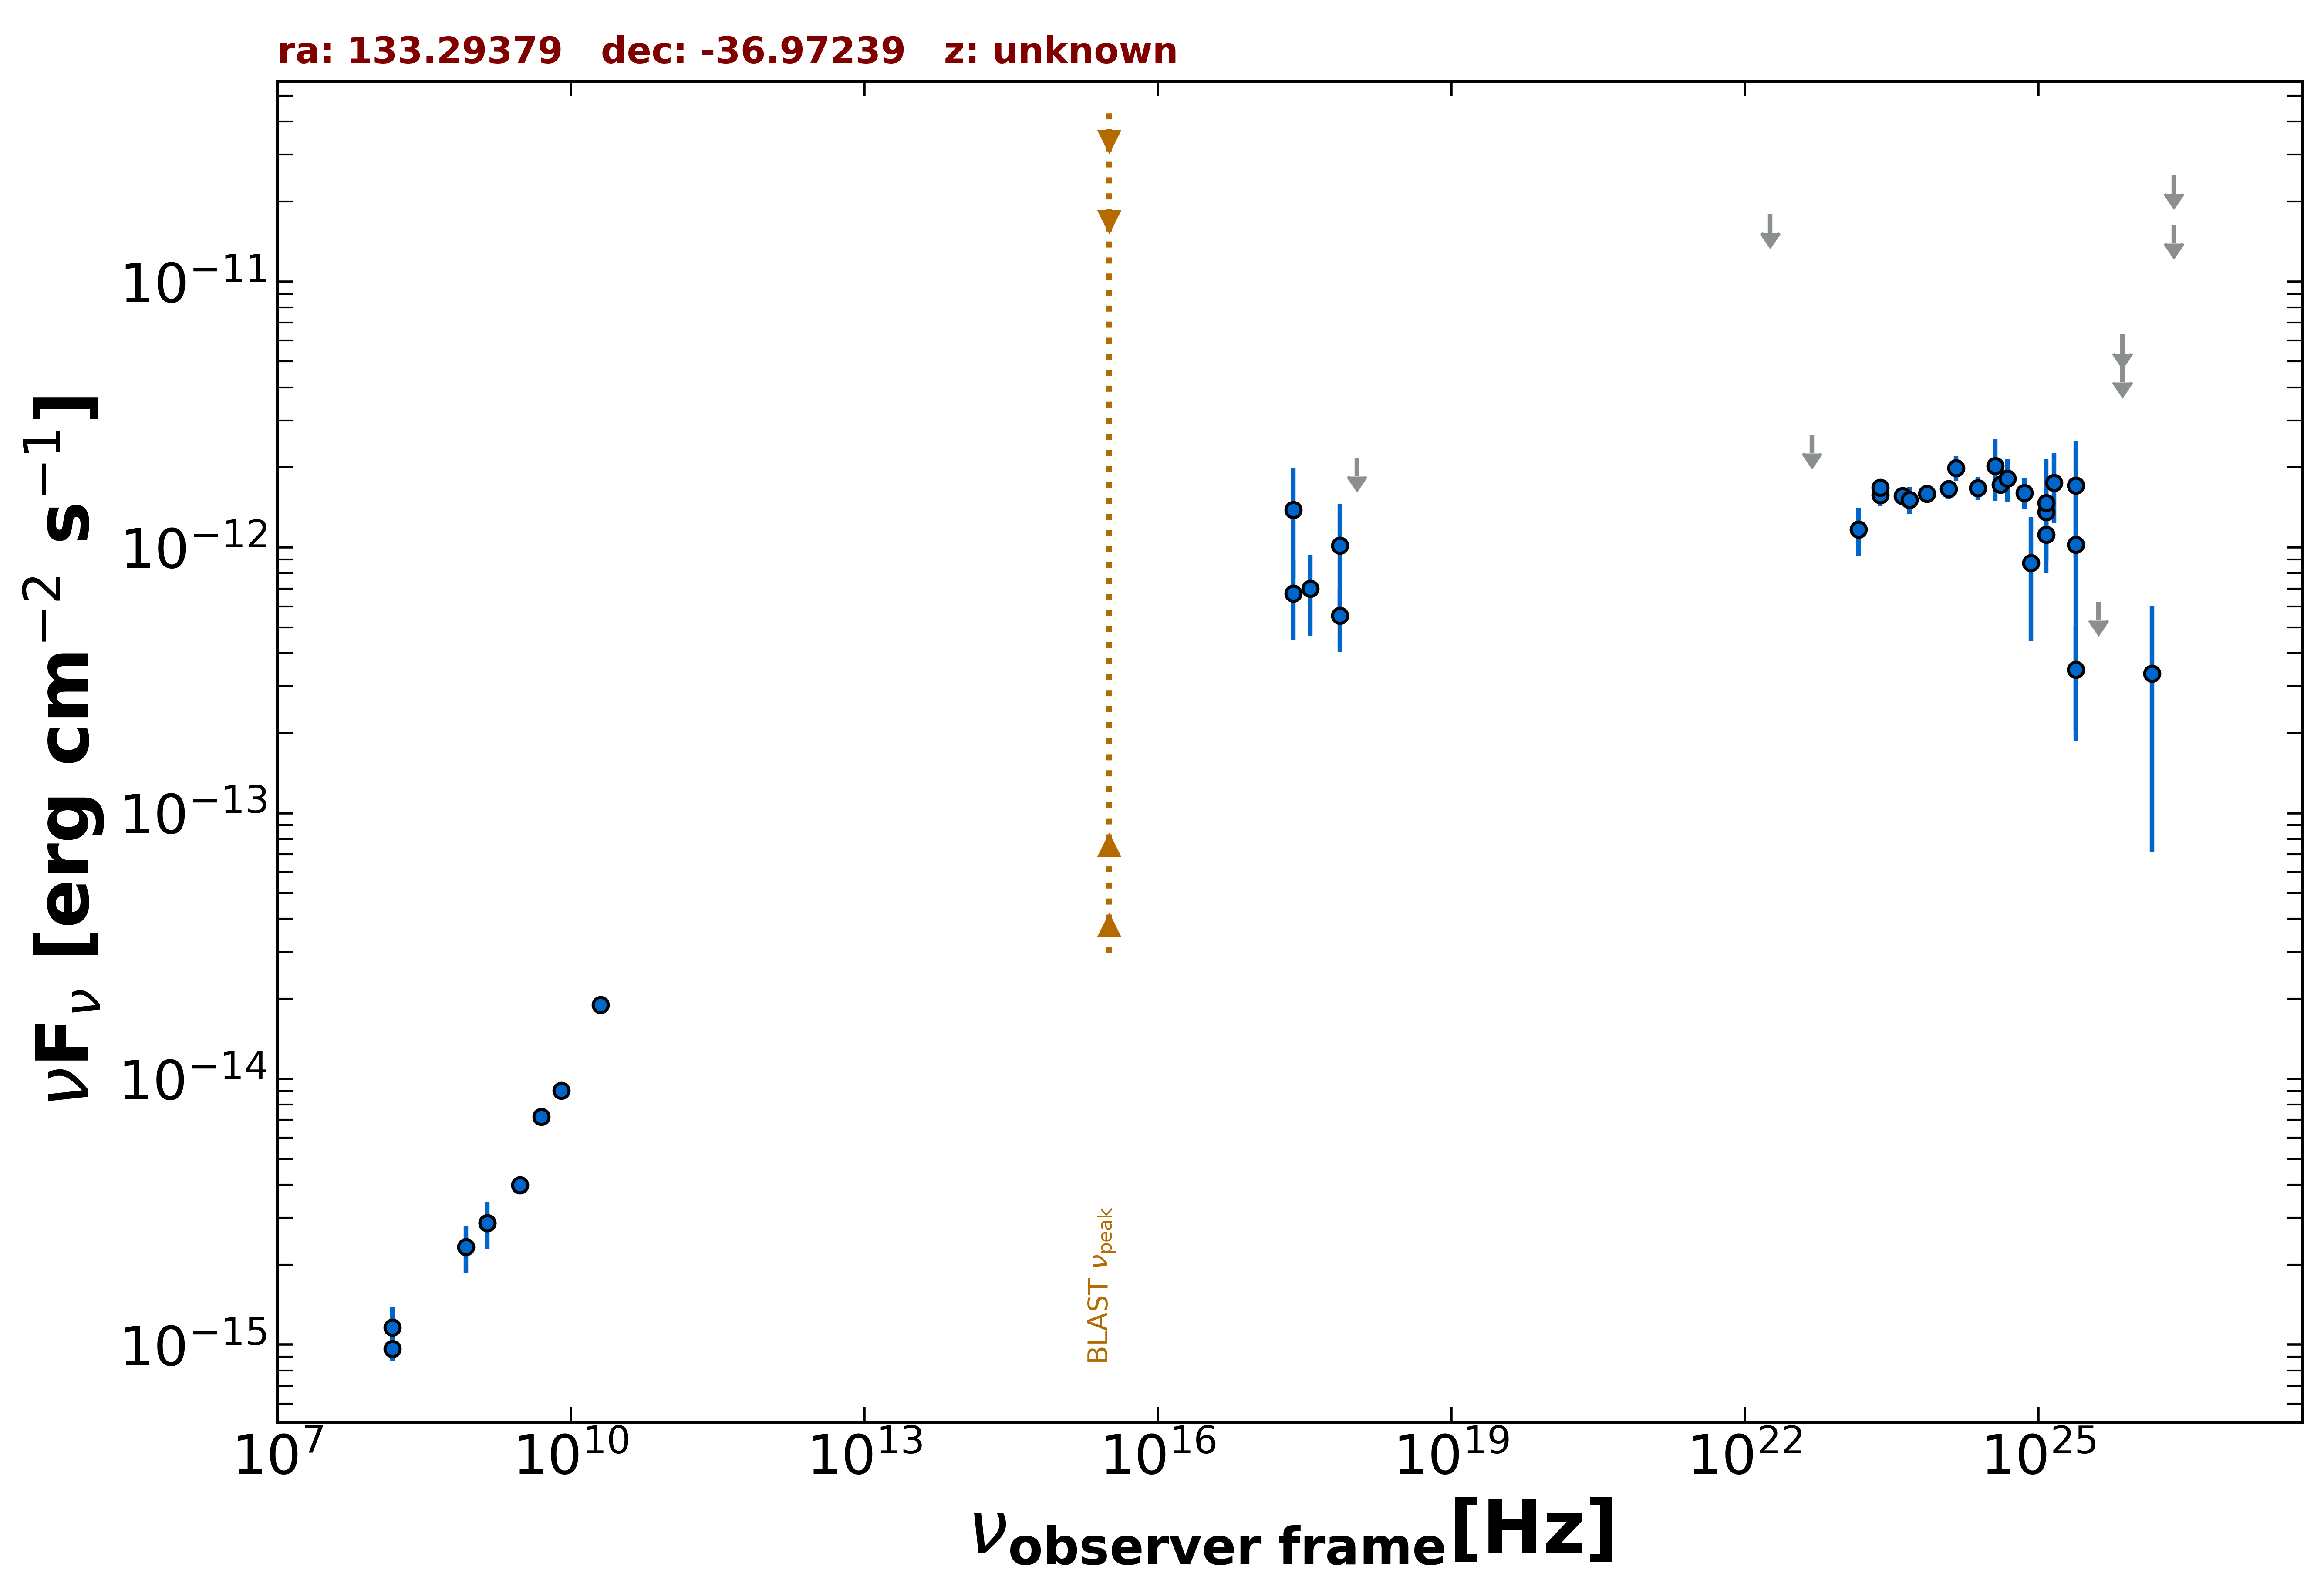 ra: 133.29379 dec: -36.97239 z: unknown
νFν [erg cm−2 s−1]
10−11
10−12
10−13
10−14
10−15
BLAST νpeak
107 1010 1013 1016 1019 1022 1025
νobserver frame[Hz]